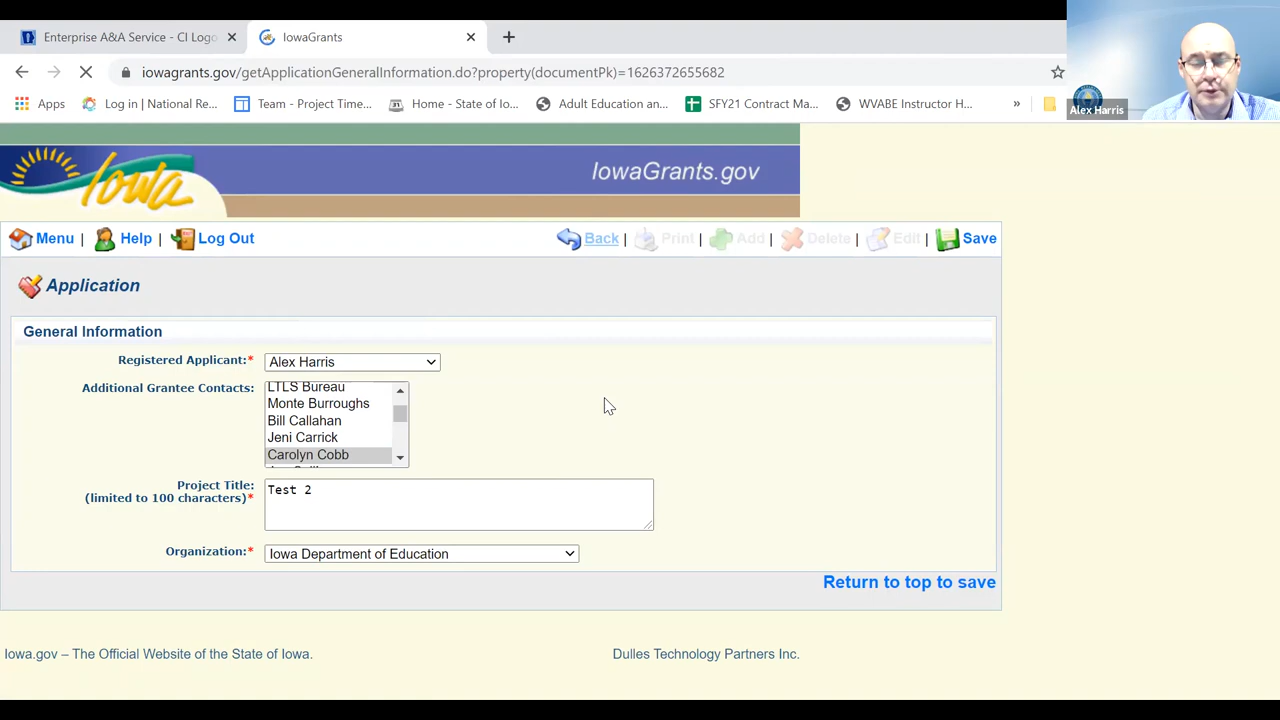 Enterprise A&A Service - CI Logo
IowaGrants
iowagrants.gov/getApplicationGeneralInformation.do?property(documentPk)=1626372655682
Apps
Log in | National Re...
Team - Project Time...
Home - State of Io...
Adult Education an...
SFY21 Contract Ma...
WVABE Instructor H...
»
Alex Harris
Iowa
IowaGrants.gov
Menu | Help | Log Out
Back | Print | Add | Delete | Edit | Save
Application
General Information
Registered Applicant:* Alex Harris
Additional Grantee Contacts:
LTLS Bureau
Monte Burroughs
Bill Callahan
Jeni Carrick
Carolyn Cobb
Project Title:
(limited to 100 characters)*
Test 2
Organization:* Iowa Department of Education
Return to top to save
Iowa.gov – The Official Website of the State of Iowa.
Dulles Technology Partners Inc.